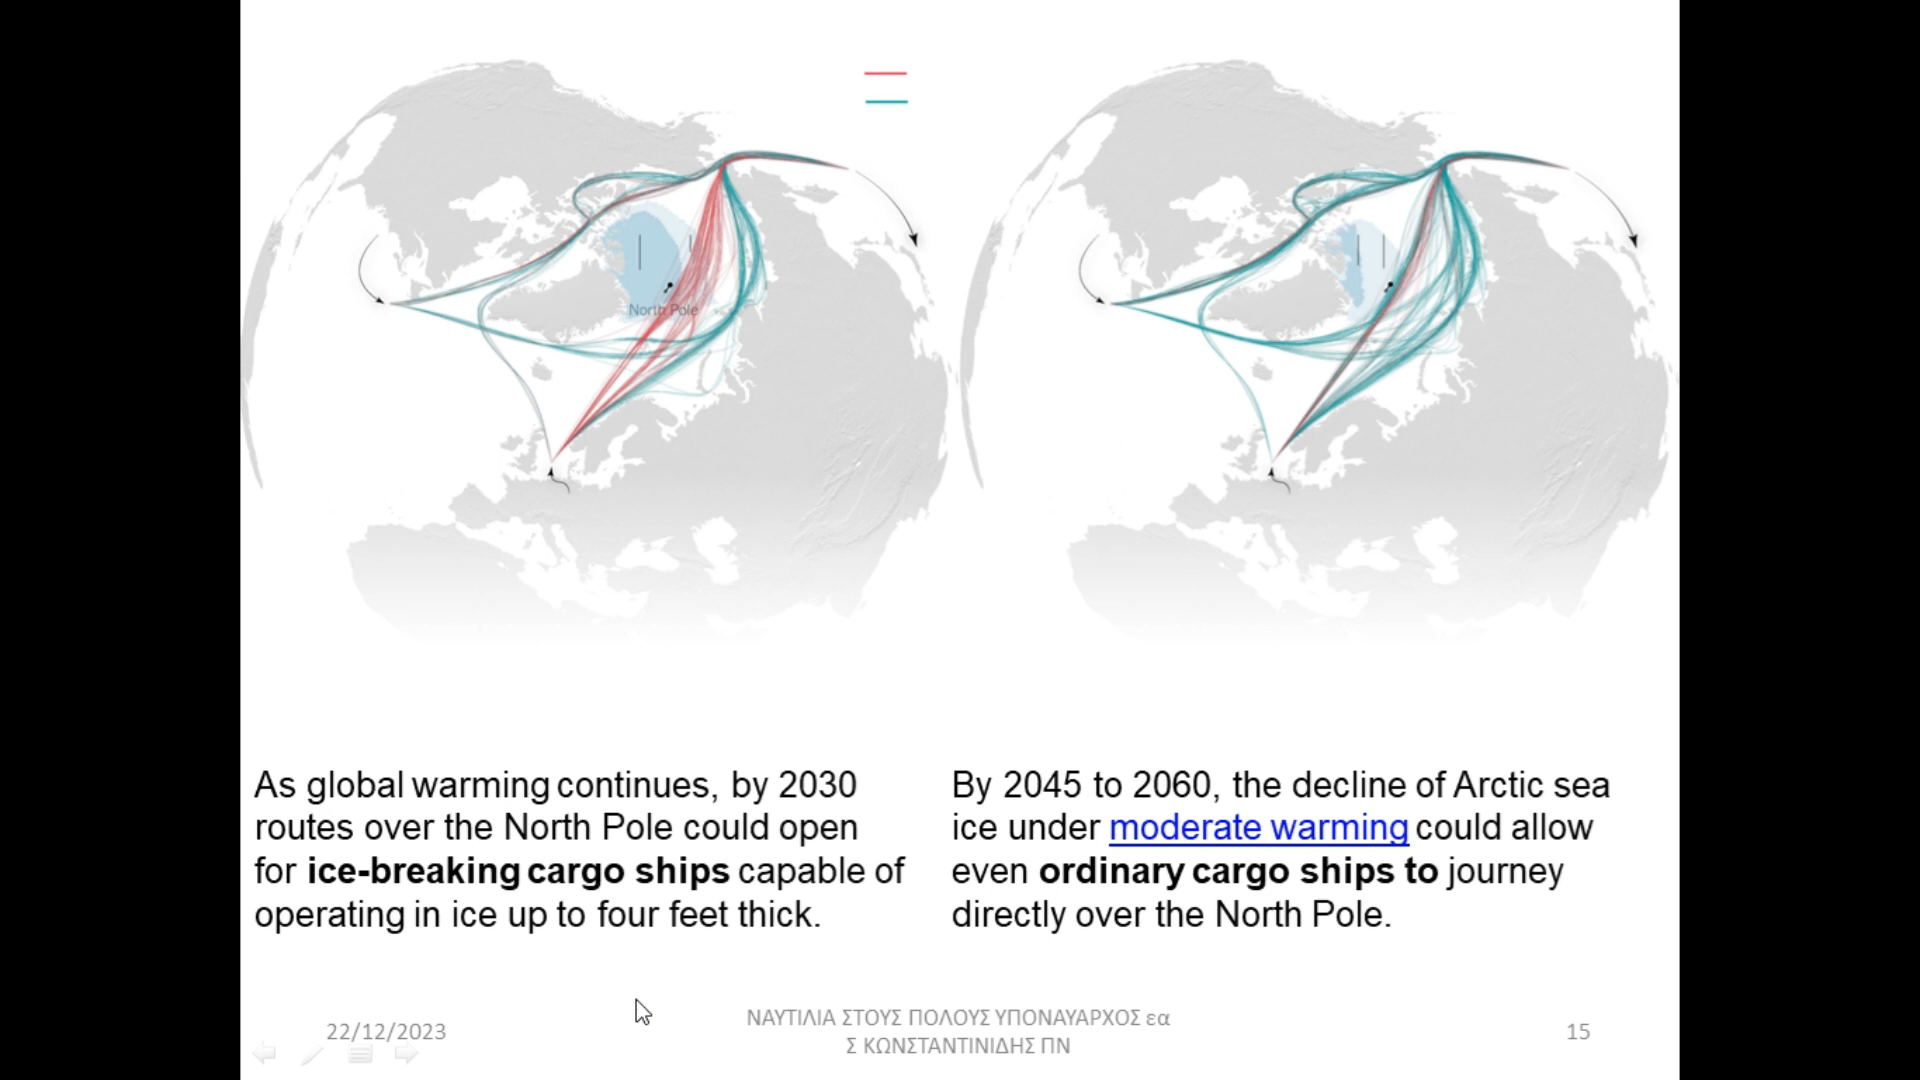 North Pole
As global warming continues, by 2030
routes over the North Pole could open
for ice-breaking cargo ships capable of
operating in ice up to four feet thick.
By 2045 to 2060, the decline of Arctic sea
ice under moderate warming could allow
even ordinary cargo ships to journey
directly over the North Pole.
22/12/2023
ΝΑΥΤΙΛΙΑ ΣΤΟΥΣ ΠΟΛΟΥΣ ΥΠΟΝΑΥΑΡΧΟΣ εα
Σ ΚΩΝΣΤΑΝΤΙΝΙΔΗΣ ΠΝ
15